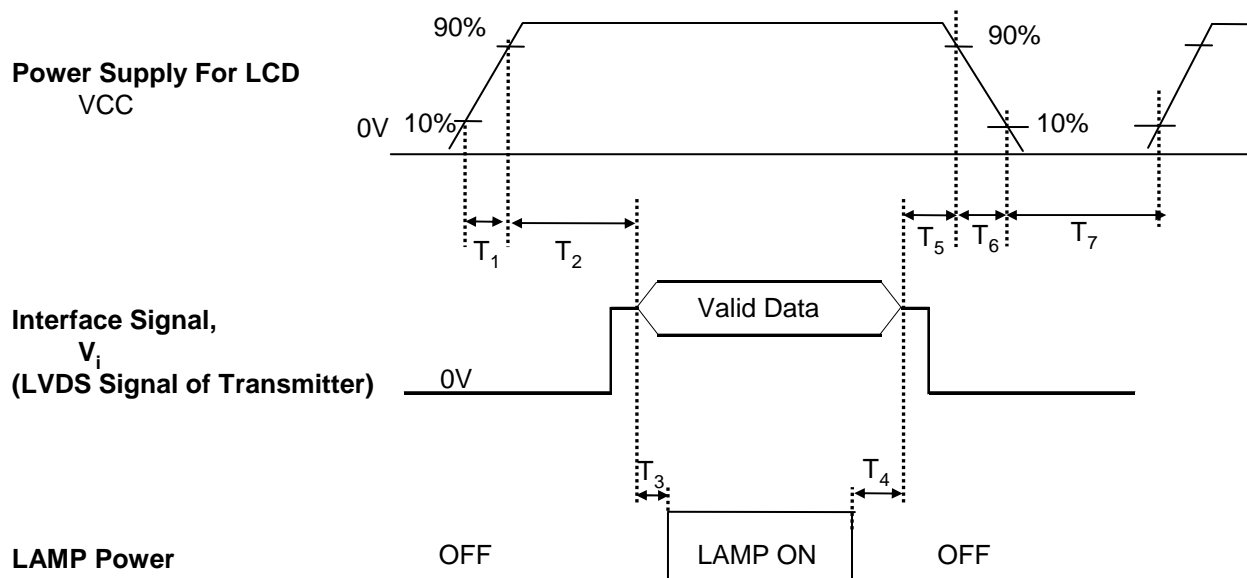 90%
90%
Power Supply For LCD
VCC
0V
10%
10%
T1
T2
T5
T6
T7
Valid Data
Interface Signal,
Vi
(LVDS Signal of Transmitter)
0V
T3
T4
LAMP Power
OFF
LAMP ON
OFF